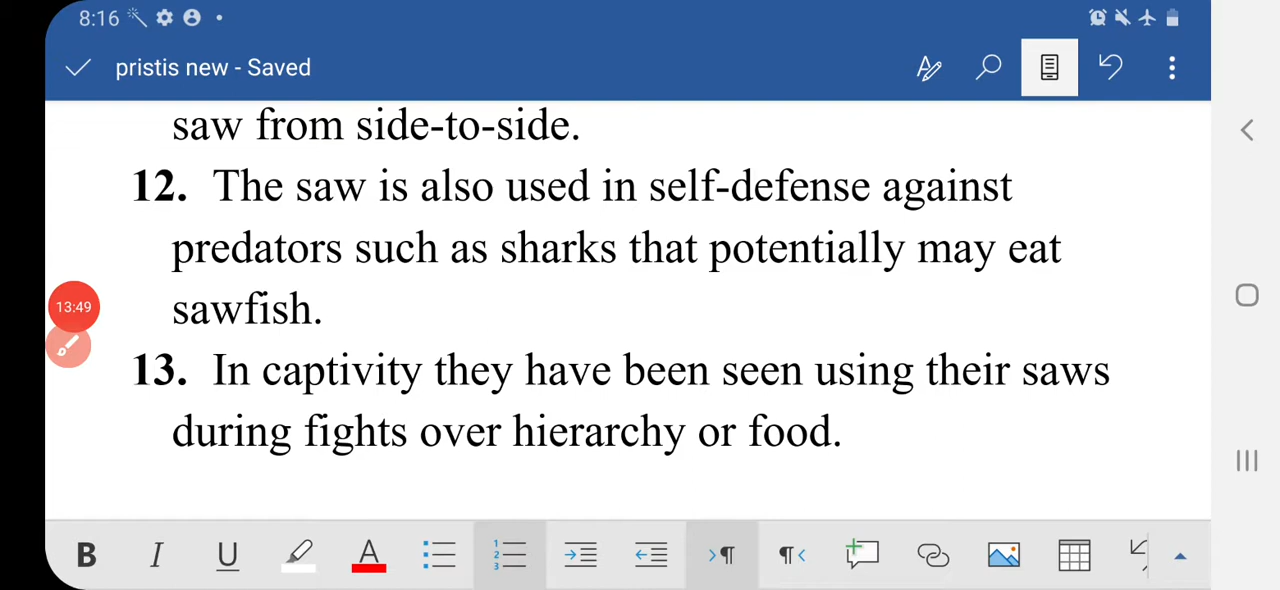 8:16
pristis new - Saved
saw from side-to-side.
12. The saw is also used in self-defense against
predators such as sharks that potentially may eat
13:49
sawfish.
13. In captivity they have been seen using their saws
during fights over hierarchy or food.
B I U A